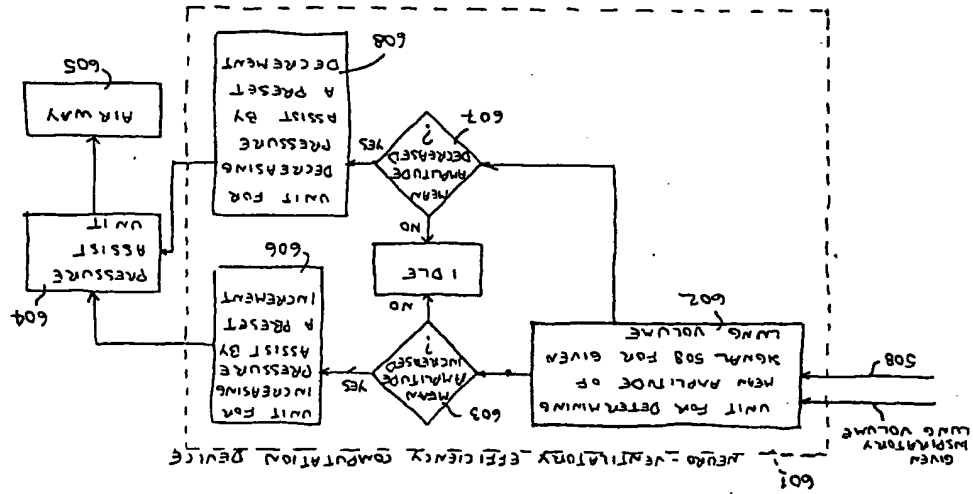 601
NEURO-VENTILATORY EFFICIENCY COMPUTATION DEVICE
GIVEN
INSPIRATORY
LUNG VOLUME
508
UNIT FOR DETERMINING
MEAN AMPLITUDE OF
SIGNAL 508 FOR GIVEN
LUNG VOLUME
602
603
MEAN
AMPLITUDE
INCREASED
?
YES
NO
UNIT FOR
INCREASING
PRESSURE
ASSIST BY
A PRESET
INCREMENT
606
604
PRESSURE
ASSIST
UNIT
IDLE
NO
MEAN
AMPLITUDE
DECREASED
?
607
YES
UNIT FOR
DECREASING
PRESSURE
ASSIST BY
A PRESET
DECREMENT
608
AIRWAY
605